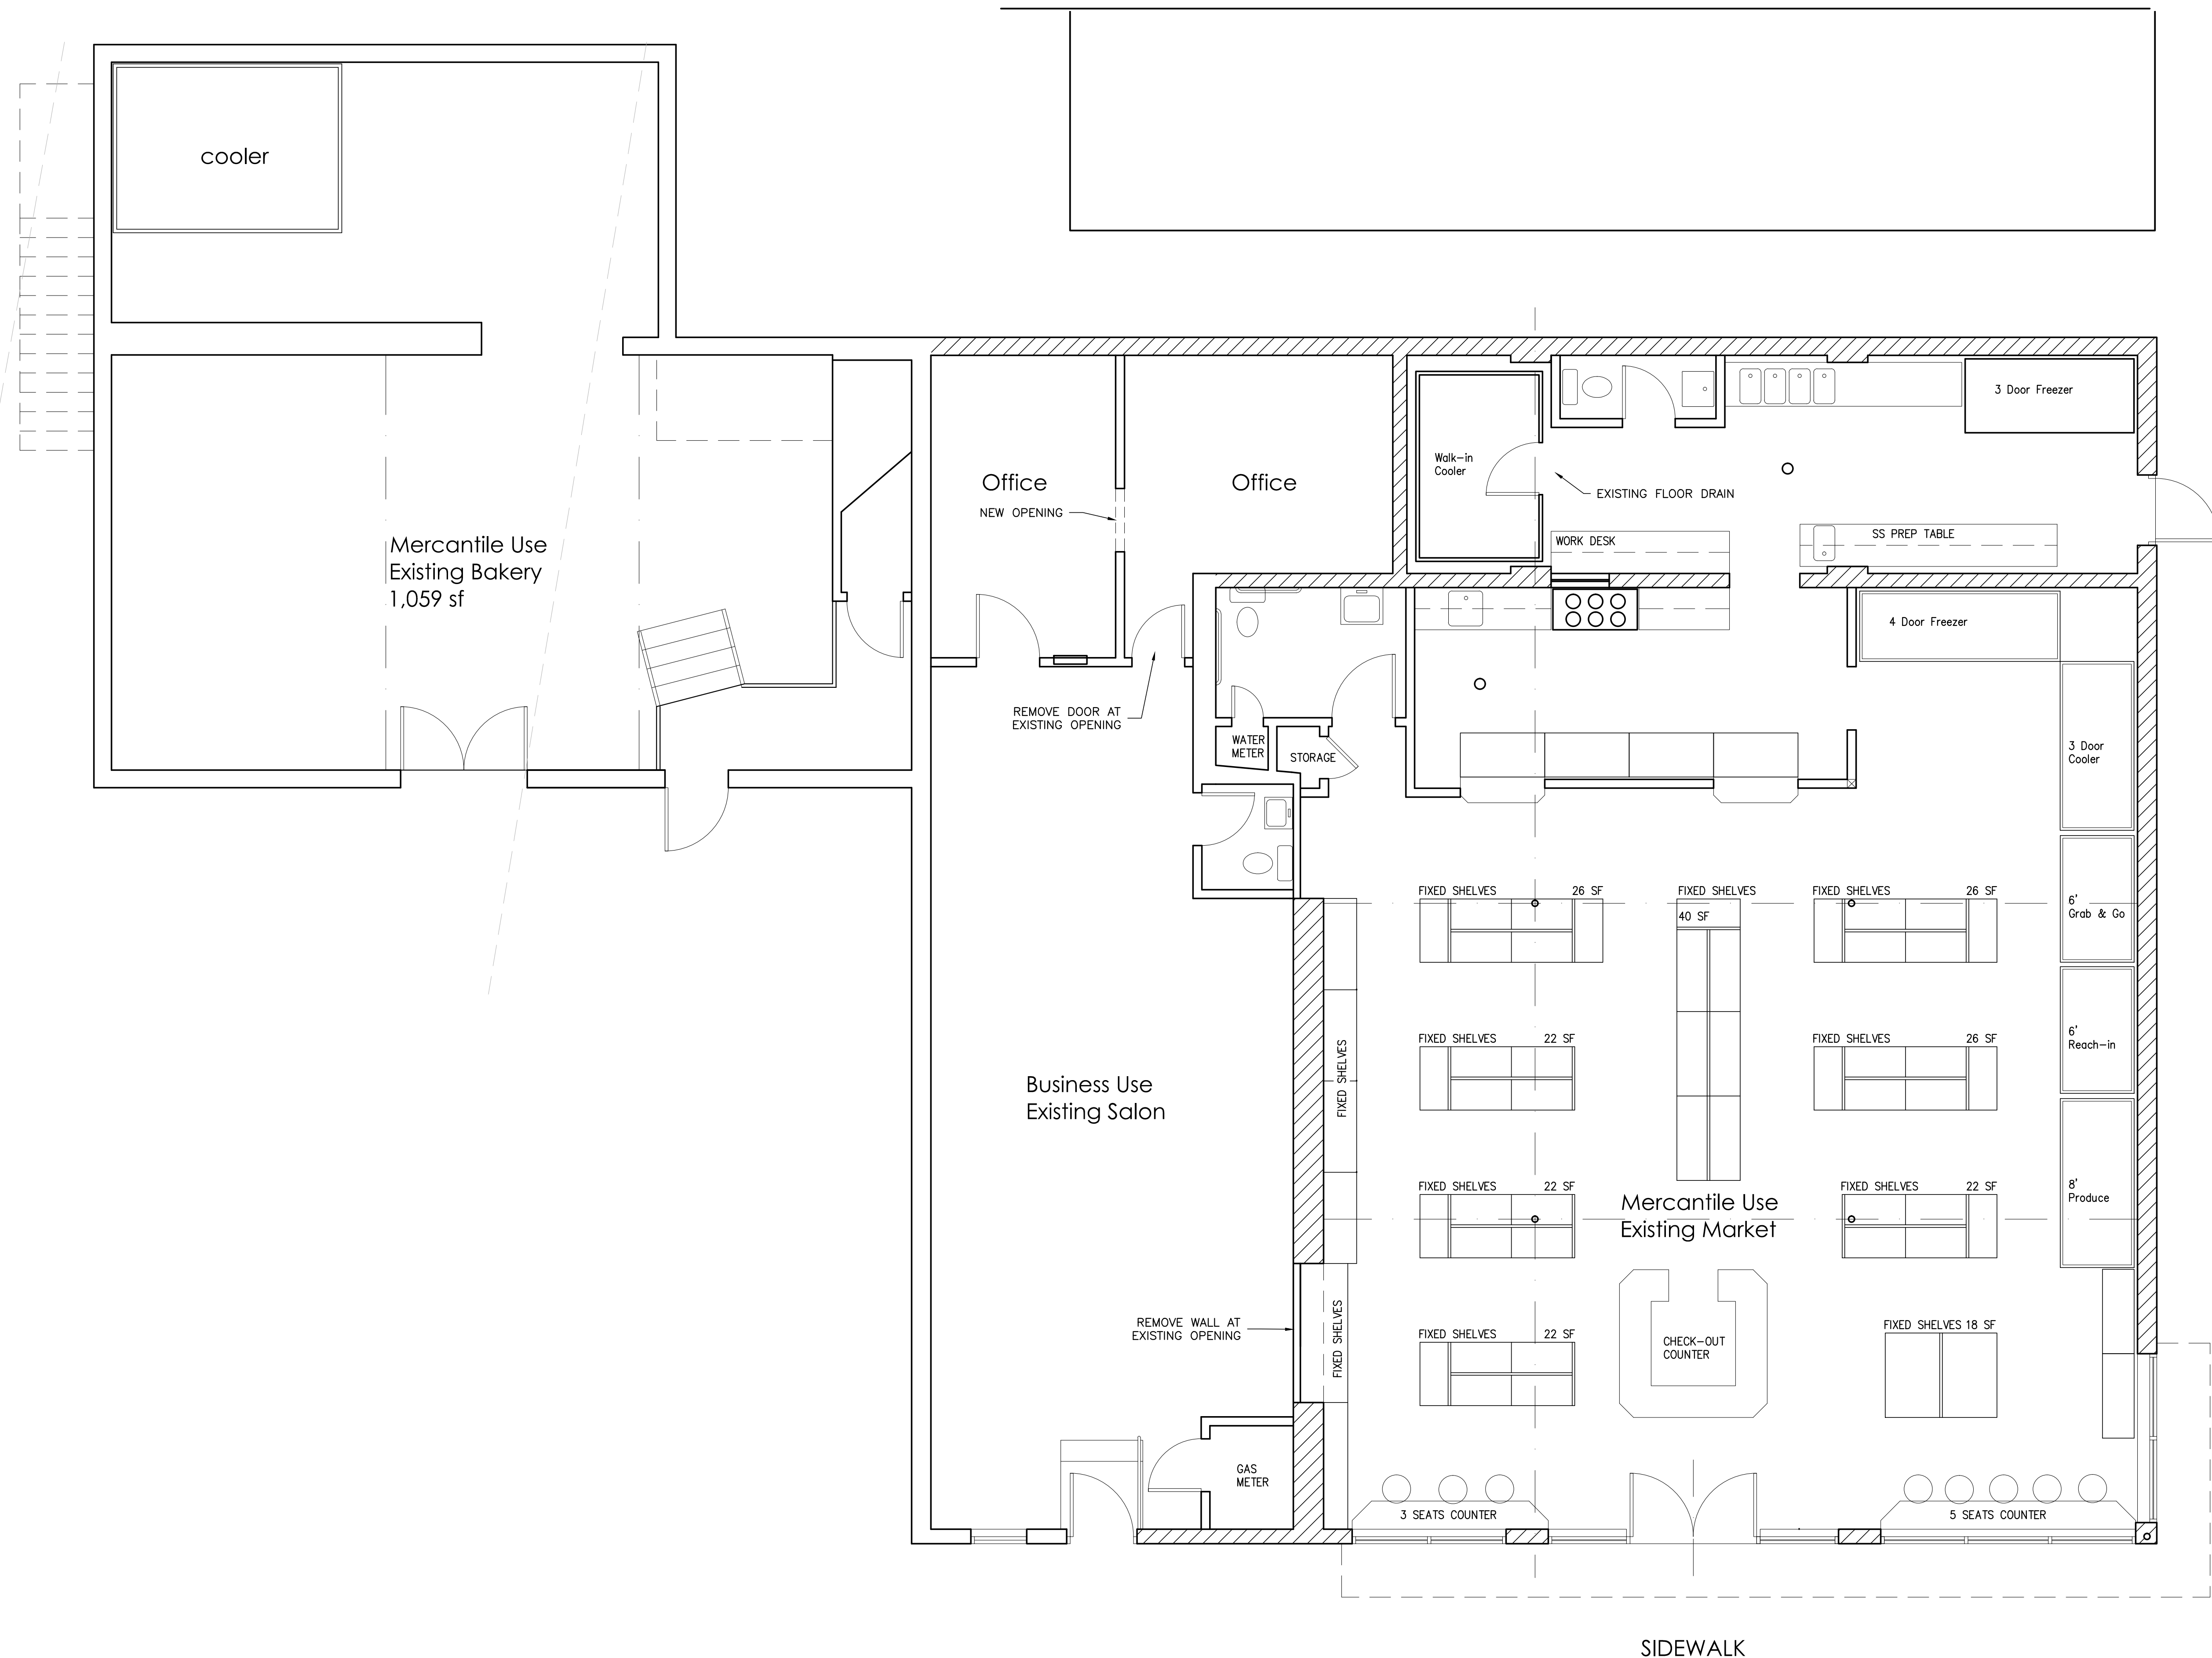 cooler
3 Door Freezer
Walk-in
Cooler
Office
Office
EXISTING FLOOR DRAIN
NEW OPENING
WORK DESK
SS PREP TABLE
Mercantile Use
Existing Bakery
1,059 sf
4 Door Freezer
REMOVE DOOR AT
EXISTING OPENING
WATER
METER
STORAGE
3 Door
Cooler
FIXED SHELVES 26 SF
FIXED SHELVES
40 SF
FIXED SHELVES 26 SF
6'
Grab & Go
FIXED SHELVES
FIXED SHELVES 22 SF
FIXED SHELVES 26 SF
6'
Reach-in
Business Use
Existing Salon
FIXED SHELVES 22 SF
FIXED SHELVES 22 SF
8'
Produce
Mercantile Use
Existing Market
REMOVE WALL AT
EXISTING OPENING
FIXED SHELVES
FIXED SHELVES 22 SF
CHECK-OUT
COUNTER
FIXED SHELVES 18 SF
GAS
METER
3 SEATS COUNTER
5 SEATS COUNTER
SIDEWALK